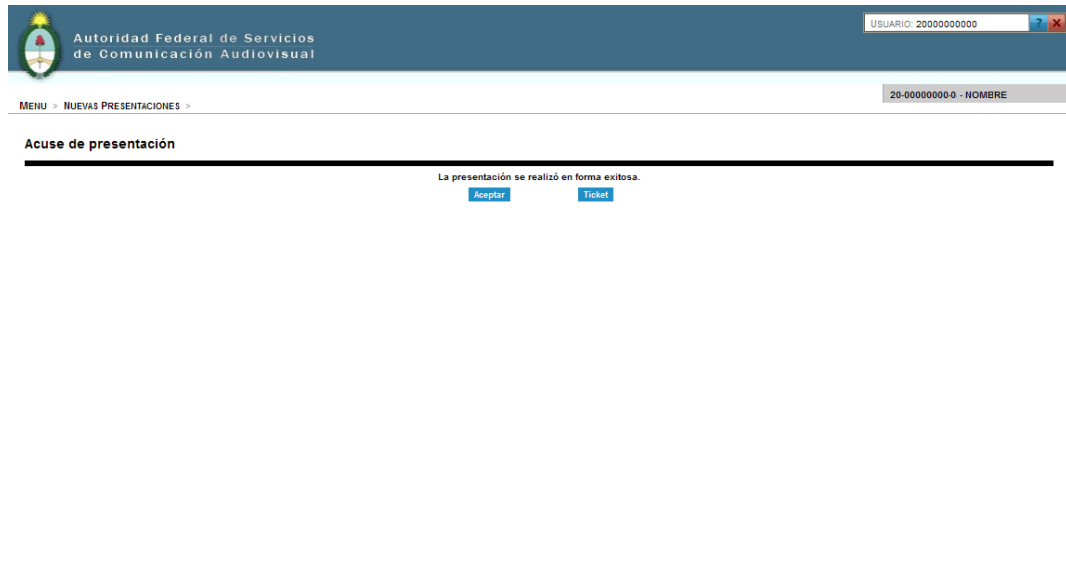 Autoridad Federal de Servicios
de Comunicación Audiovisual
USUARIO: 20000000000 ? X
20-00000000-0 - NOMBRE
MENU > NUEVAS PRESENTACIONES >
Acuse de presentación
La presentación se realizó en forma exitosa.
Aceptar Ticket